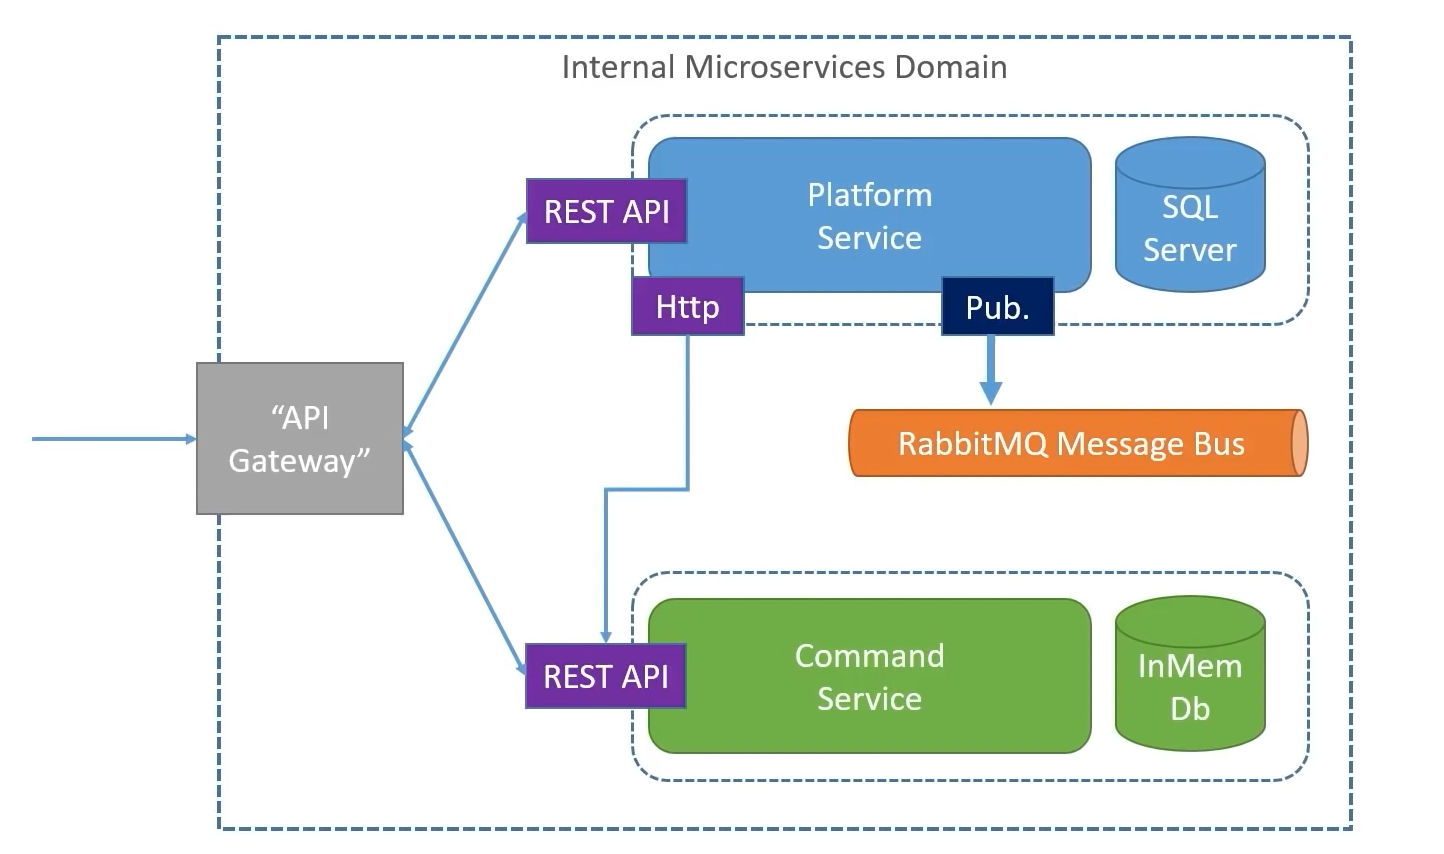 Internal Microservices Domain
REST API
Platform
Service
SQL
Server
Http
Pub.
“API
Gateway”
RabbitMQ Message Bus
REST API
Command
Service
InMem
Db